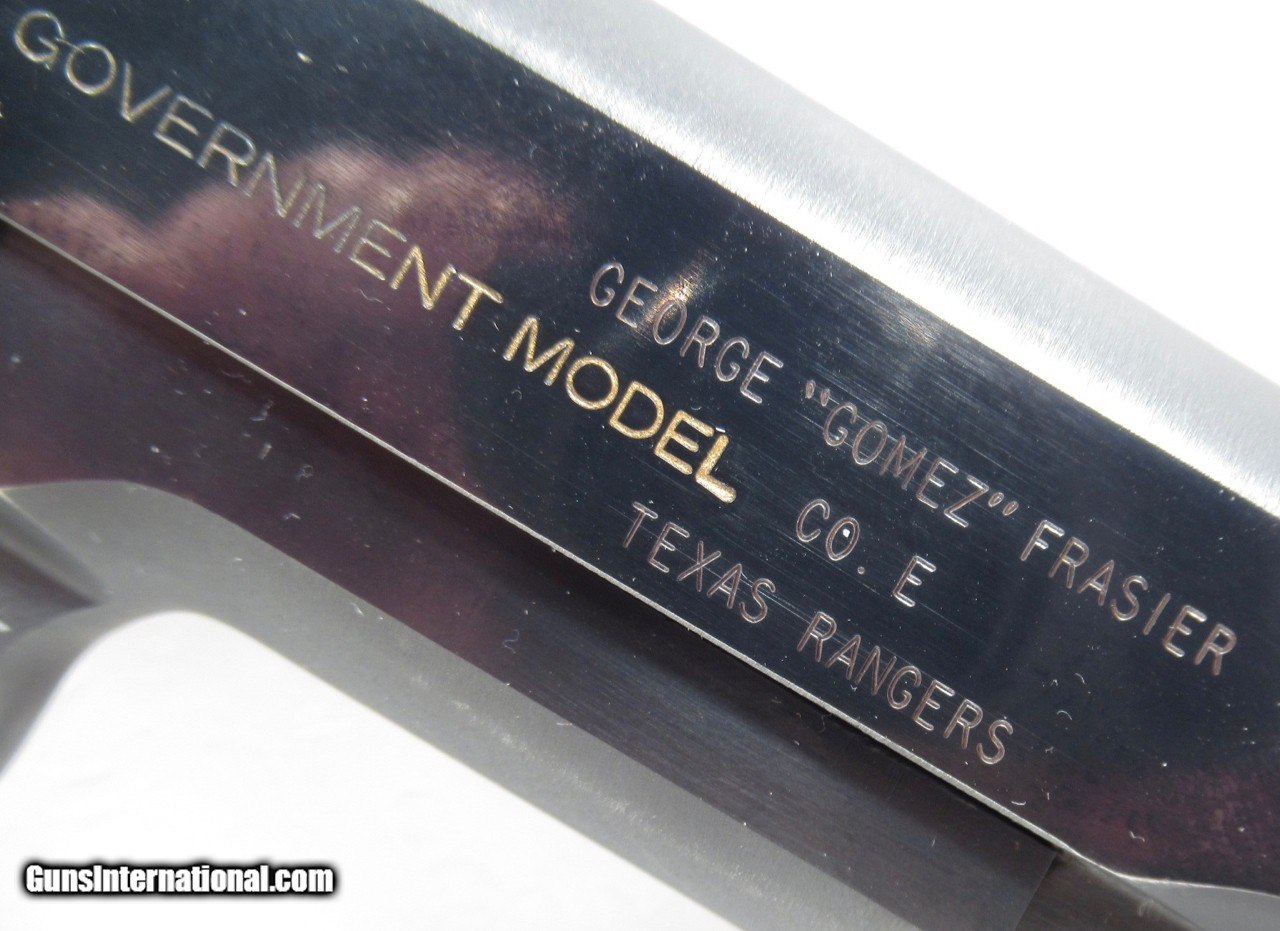 GOVERNMENT MODEL
GEORGE "GOMEZ" FRASIER
CO. E
TEXAS RANGERS
GunsInternational.com